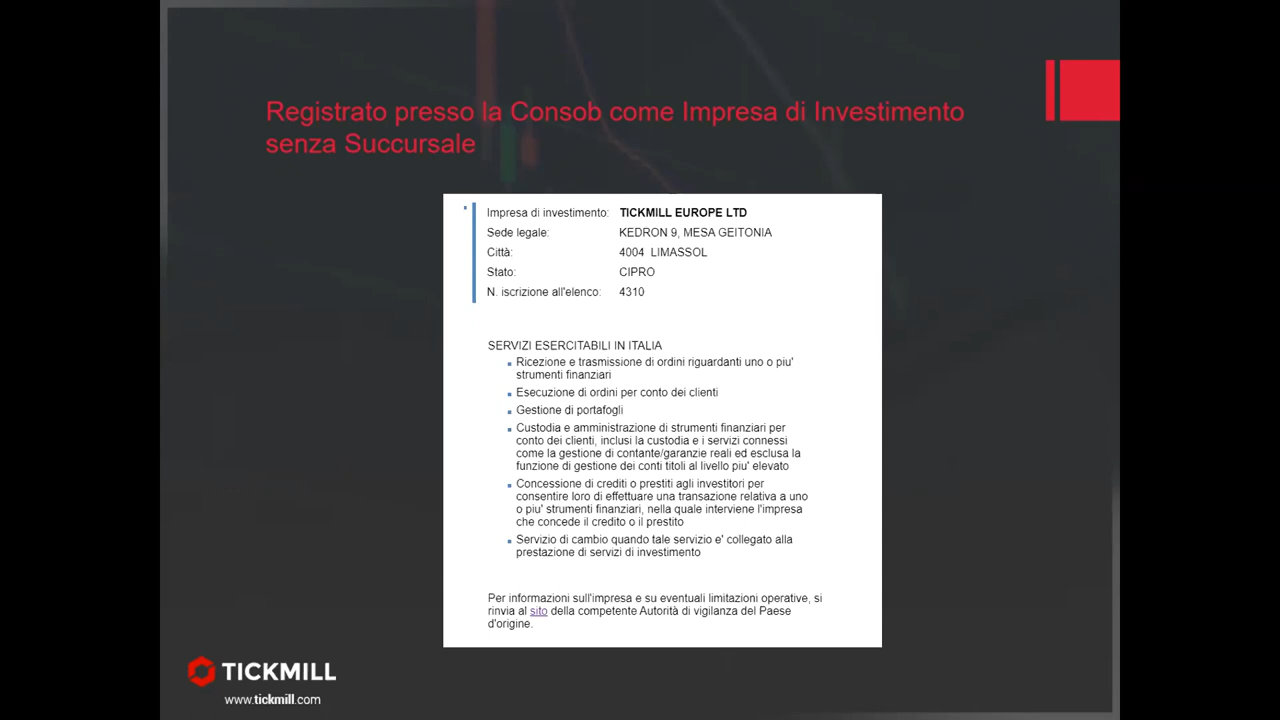 Registrato presso la Consob come Impresa di Investimento
senza Succursale
Impresa di investimento: TICKMILL EUROPE LTD
Sede legale: KEDRON 9, MESA GEITONIA
Città: 4004 LIMASSOL
Stato: CIPRO
N. iscrizione all'elenco: 4310
SERVIZI ESERCITABILI IN ITALIA
Ricezione e trasmissione di ordini riguardanti uno o piu'
strumenti finanziari
Esecuzione di ordini per conto dei clienti
Gestione di portafogli
Custodia e amministrazione di strumenti finanziari per
conto dei clienti, inclusi la custodia e i servizi connessi
come la gestione di contante/garanzie reali ed esclusa la
funzione di gestione dei conti titoli al livello piu' elevato
Concessione di crediti o prestiti agli investitori per
consentire loro di effettuare una transazione relativa a uno
o piu' strumenti finanziari, nella quale interviene l'impresa
che concede il credito o il prestito
Servizio di cambio quando tale servizio e' collegato alla
prestazione di servizi di investimento
Per informazioni sull'impresa e su eventuali limitazioni operative, si
rinvia al sito della competente Autorità di vigilanza del Paese
d'origine.
TICKMILL
www.tickmill.com